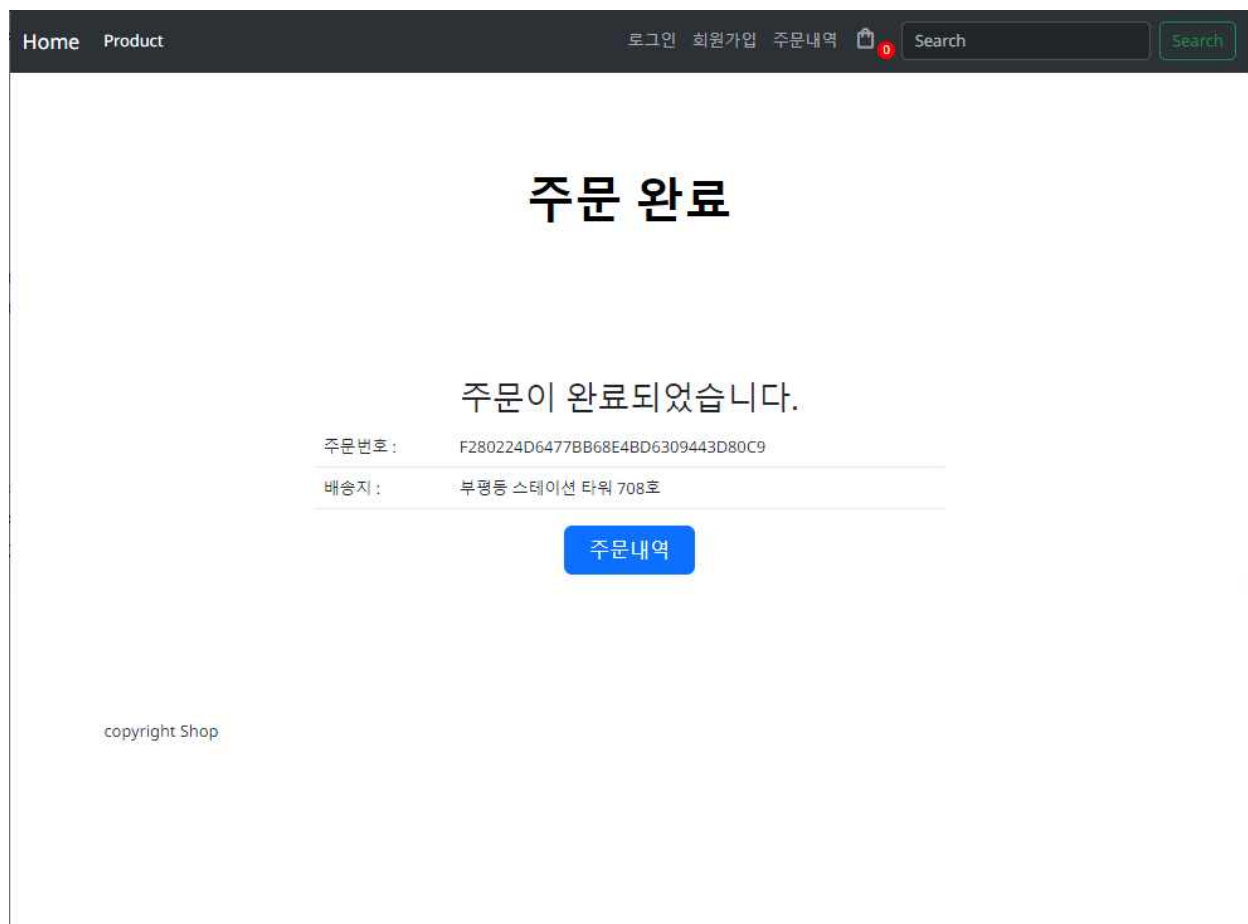 Home Product 로그인 회원가입 주문내역 0 Search Search
주문 완료
주문이 완료되었습니다.
주문번호 : F280224D6477BB68E4BD6309443D80C9
배송지 : 부평동 스테이션 타워 708호
주문내역
copyright Shop